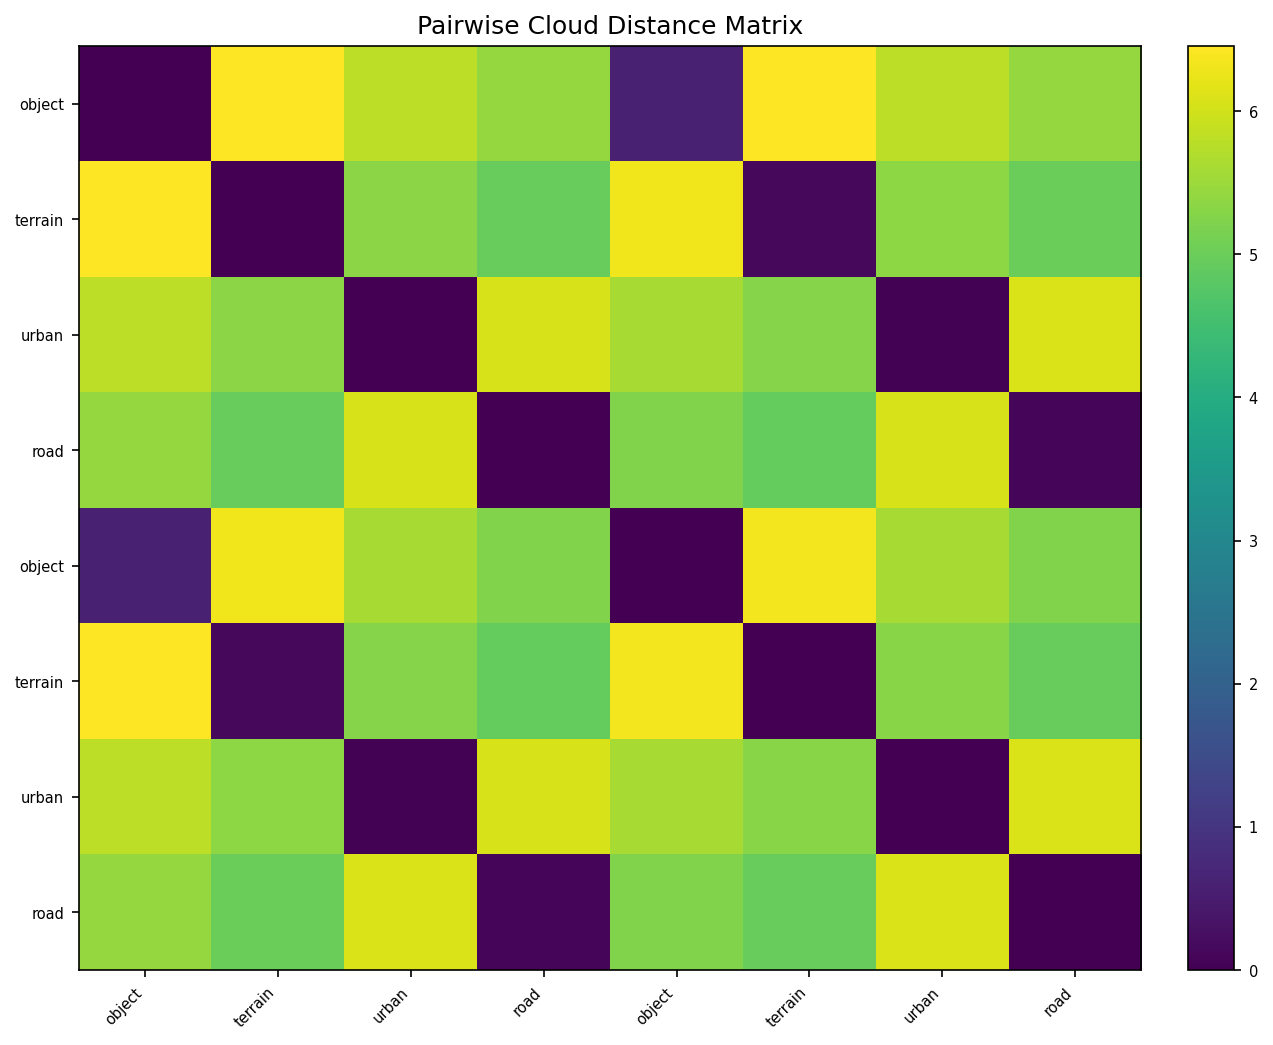 Pairwise Cloud Distance Matrix
object
terrain
urban
road
object
terrain
urban
road
object
terrain
urban
road
object
terrain
urban
road
6
5
4
3
2
1
0